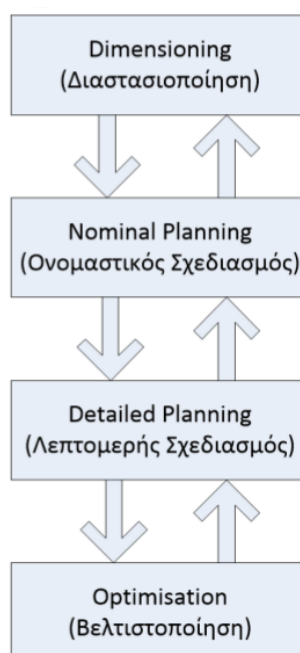 Dimensioning
(Διαστασιοποίηση)
Nominal Planning
(Ονομαστικός Σχεδιασμός)
Detailed Planning
(Λεπτομερής Σχεδιασμός)
Optimisation
(Βελτιστοποίηση)